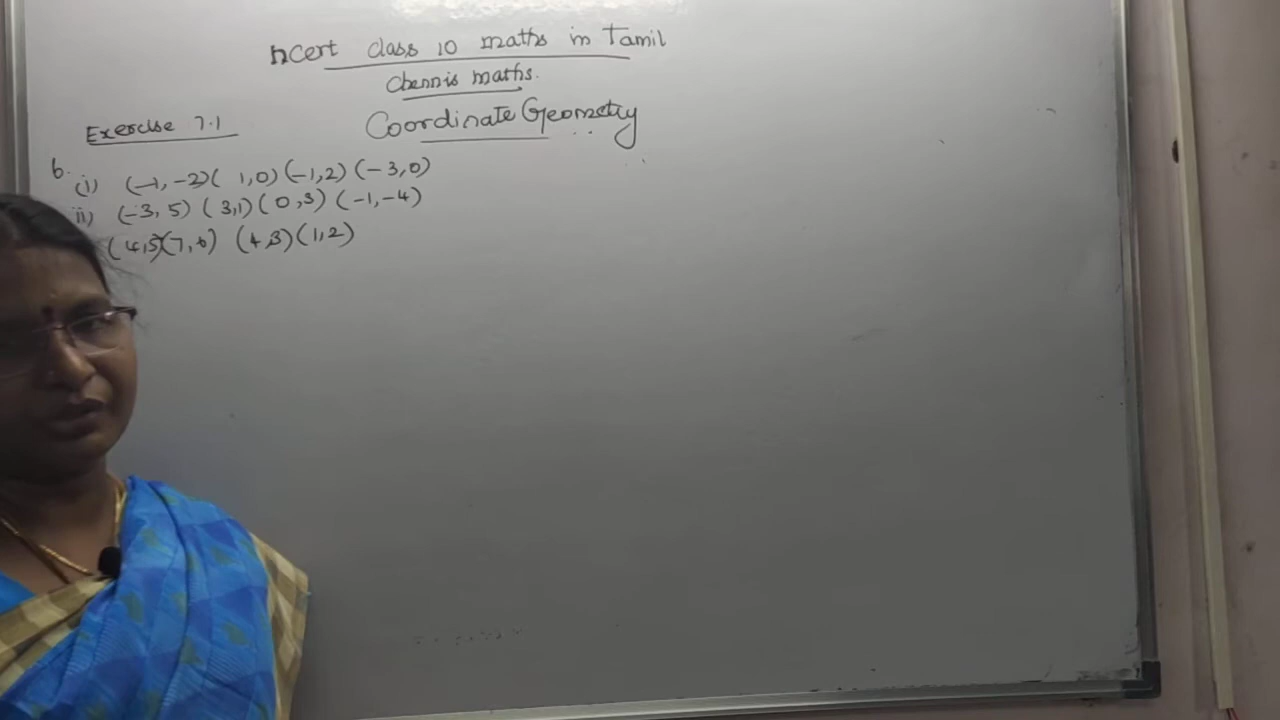 ncert class 10 maths in Tamil
Chennis maths.
Coordinate Geometry
Exercise 7.1
6.
(i) (-1, -2) ( 1,0) (-1,2) (-3,0)
ii) (-3, 5) ( 3,1) ( 0,3) (-1,-4)
(4,5) (7,6) (4,3) (1,2)